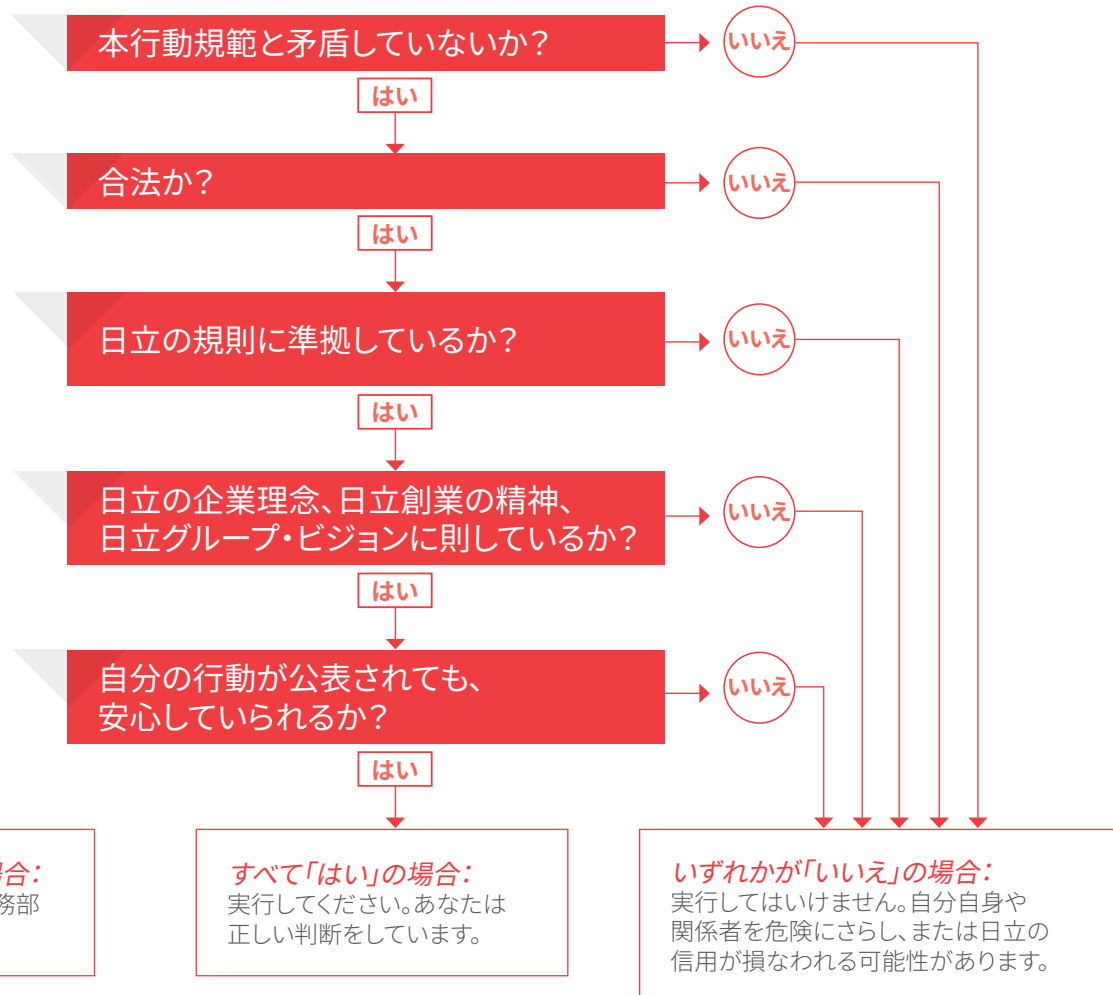 本行動規範と矛盾していないか？
いいえ
はい
合法か？
いいえ
はい
日立の規則に準拠しているか？
いいえ
はい
日立の企業理念、日立創業の精神、
日立グループ・ビジョンに則しているか？
いいえ
はい
自分の行動が公表されても、
安心していられるか？
いいえ
はい
合：
務部
すべて「はい」の場合：
実行してください。あなたは
正しい判断をしています。
いずれかが「いいえ」の場合：
実行してはいけません。自分自身や
関係者を危険にさらし、または日立の
信用が損なわれる可能性があります。